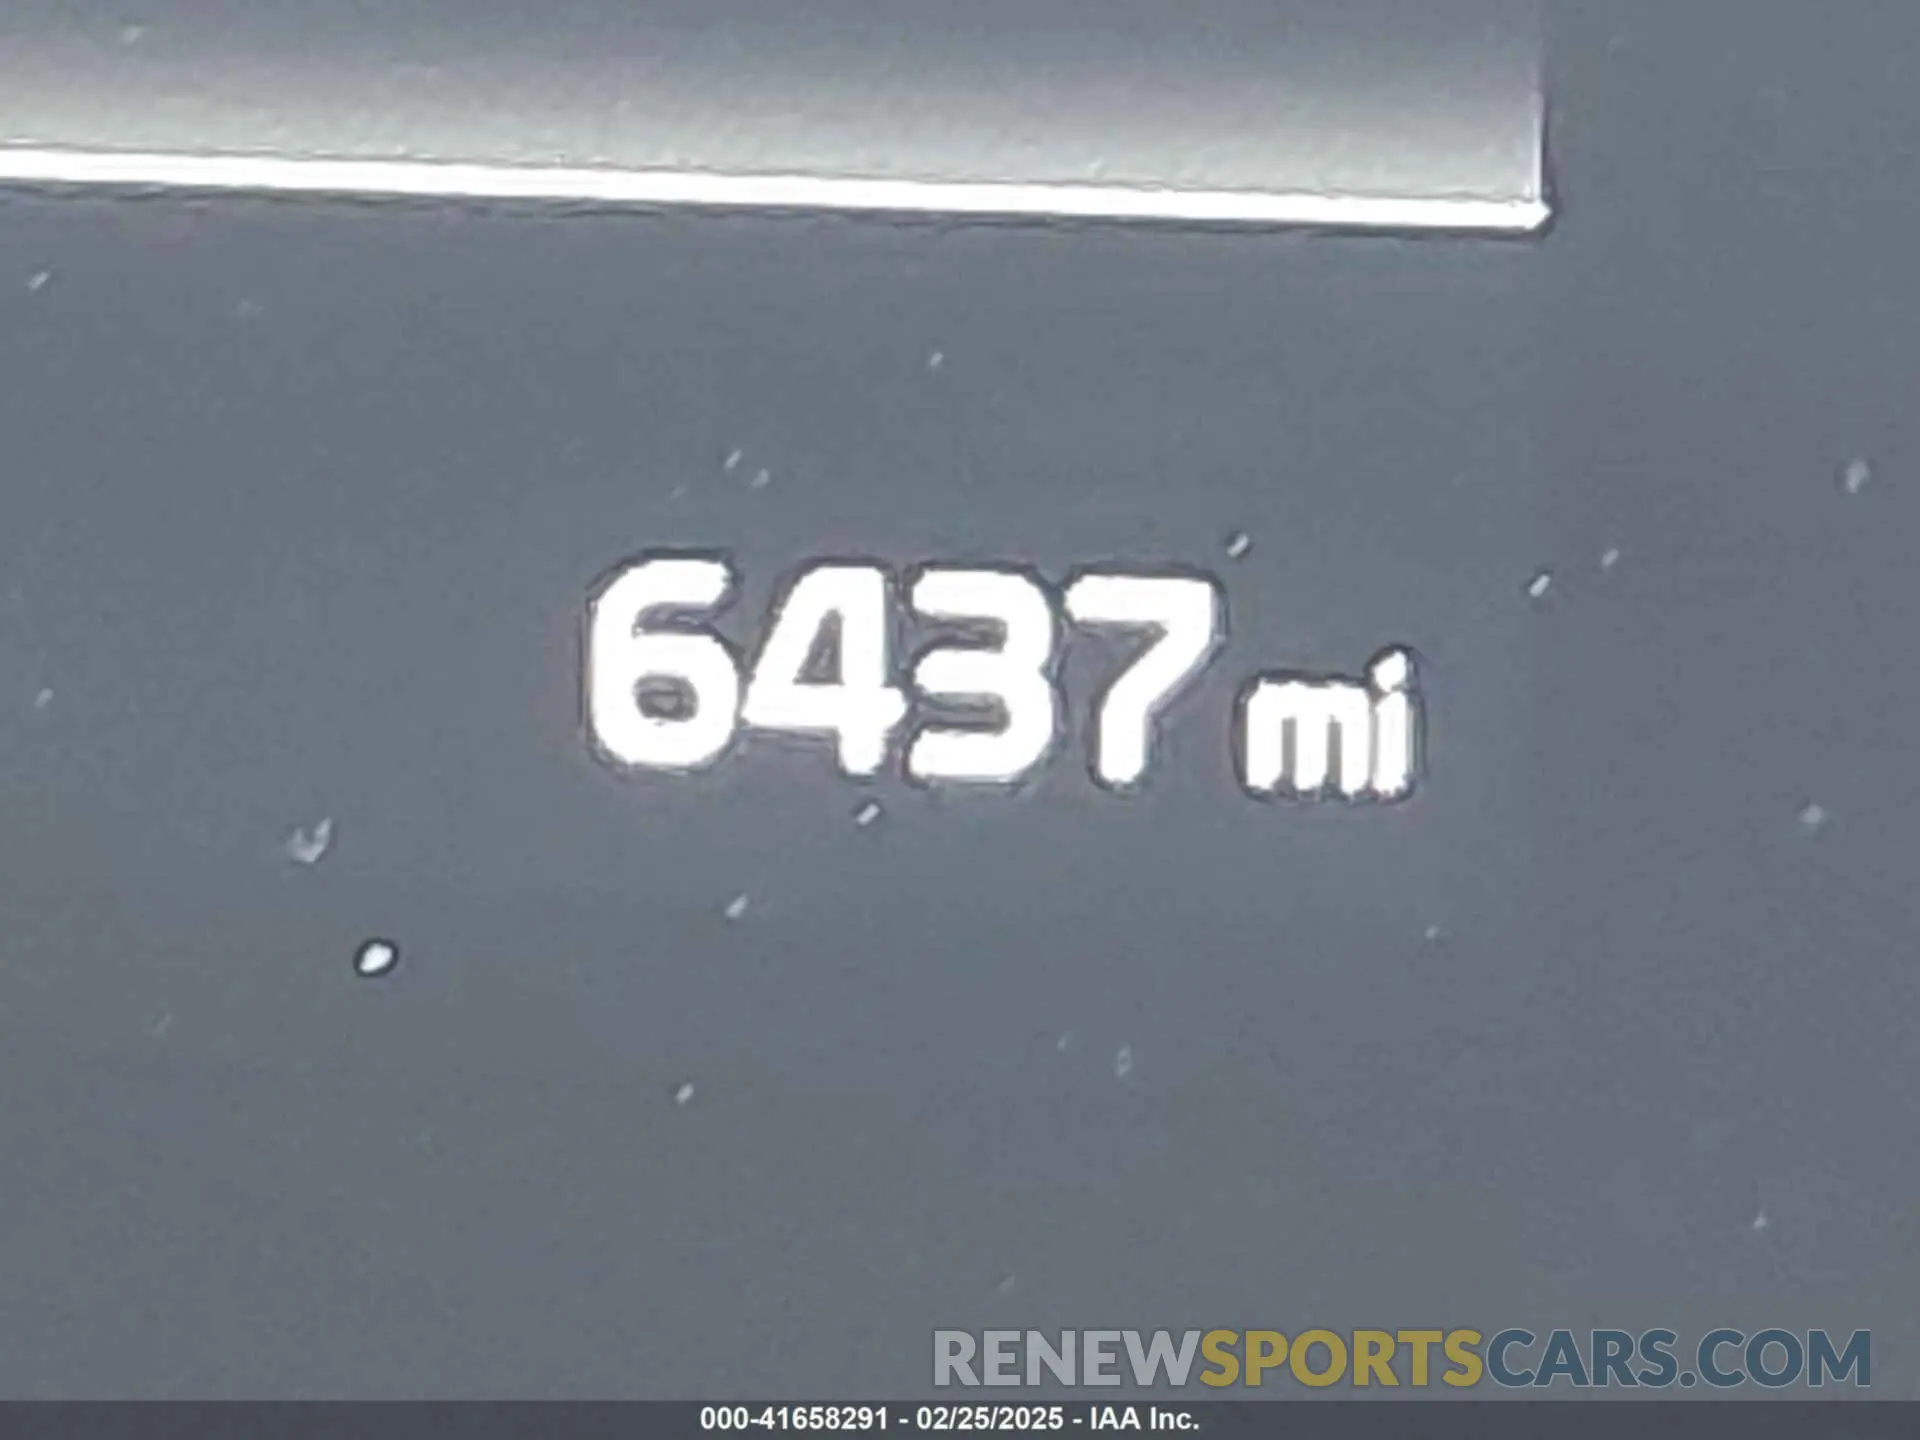 6437 mi
RENEWSPORTSCARS.COM
000-41658291 - 02/25/2025 - IAA Inc.